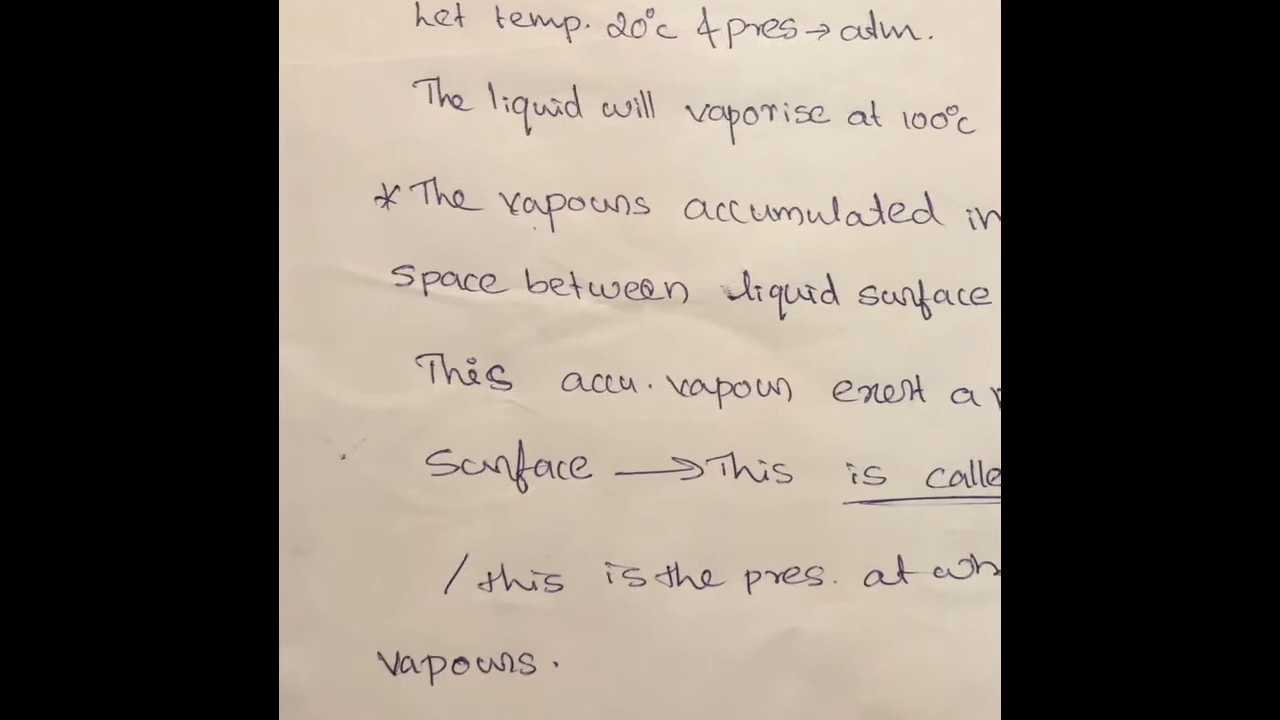 Let temp. 20°c & pres → atm.
The liquid will vaporise at 100°c
* The vapours accumulated in
space between liquid surface
This accu. vapour exert a
Surface → This is calle
/ this is the pres. at wh
vapours.